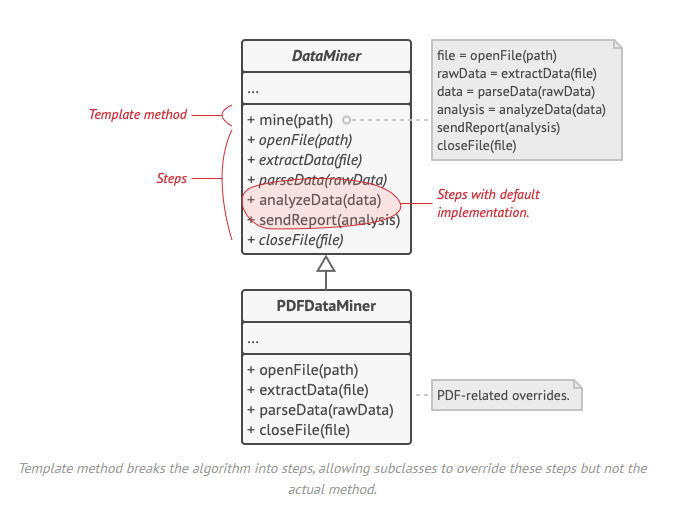 DataMiner
...
Template method
+ mine(path)
file = openFile(path)
rawData = extractData(file)
data = parseData(rawData)
analysis = analyzeData(data)
sendReport(analysis)
closeFile(file)
Steps
+ openFile(path)
+ extractData(file)
+ parseData(rawData)
+ analyzeData(data)
+ sendReport(analysis)
+ closeFile(file)
Steps with default
implementation.
PDFDataMiner
...
+ openFile(path)
+ extractData(file)
+ parseData(rawData)
+ closeFile(file)
PDF-related overrides.
Template method breaks the algorithm into steps, allowing subclasses to override these steps but not the
actual method.